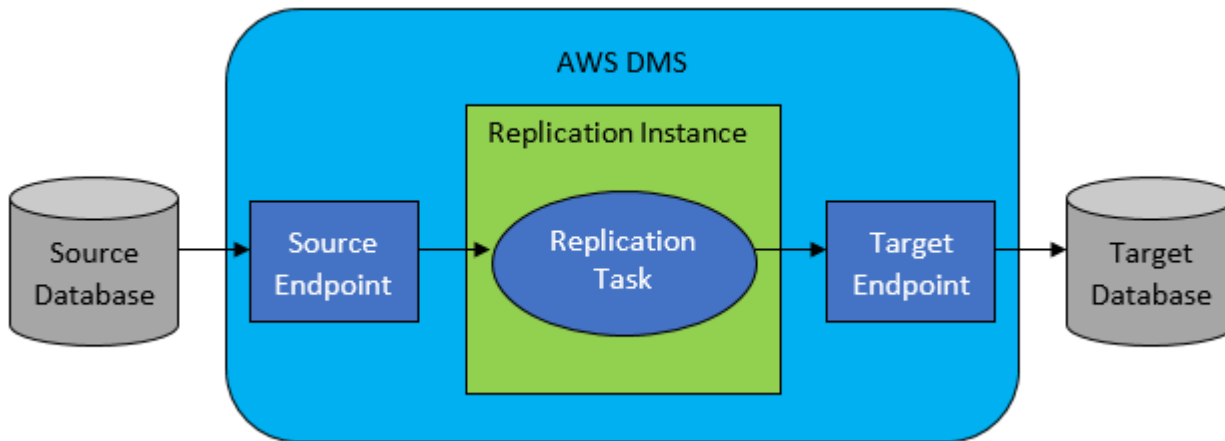 AWS DMS
Replication Instance
Source
Database
Source
Endpoint
Replication
Task
Target
Endpoint
Target
Database